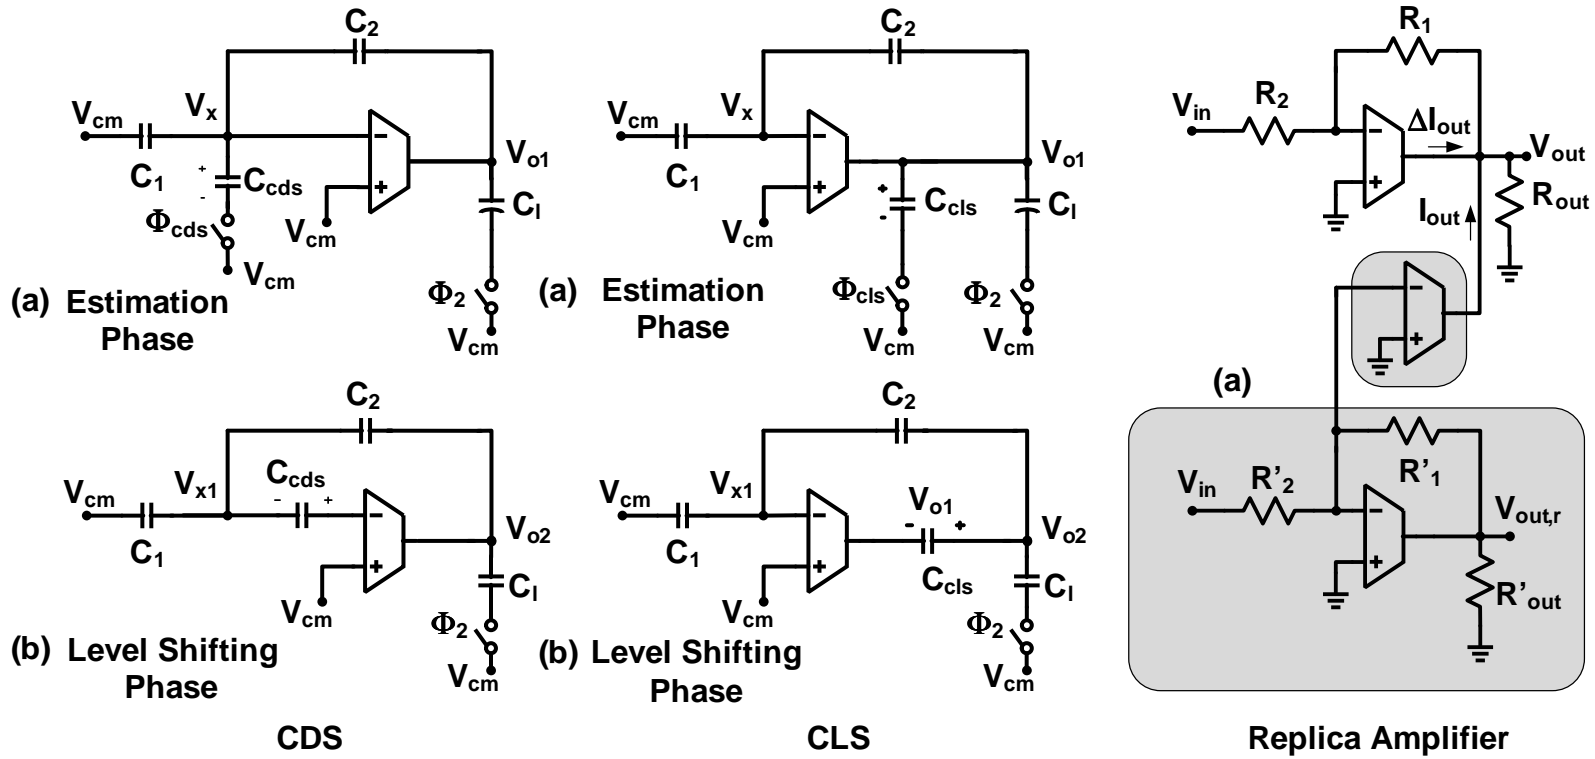 C2
Vcm
Vx
C1
+
-
Ccds
Φcds
Vcm
−
+
Vcm
Vo1
Cl
Φ2
Vcm
(a) Estimation
Phase
C2
Vcm
Vx1
Ccds
-
+
C1
−
+
Vcm
Vo2
Cl
Φ2
Vcm
(b) Level Shifting
Phase
CDS
C2
Vcm
Vx
C1
−
+
Vcm
+
-
Ccls
Φcls
Vcm
Vo1
Cl
Φ2
Vcm
(a) Estimation
Phase
C2
Vcm
Vx1
C1
−
+
Vcm
Vo1
-
+
Ccls
Vo2
Cl
Φ2
Vcm
(b) Level Shifting
Phase
CLS
R1
Vin
R2
−
+
ΔIout
Vout
Rout
Iout
−
+
(a)
R'1
Vin
R'2
−
+
Vout,r
R'out
Replica Amplifier